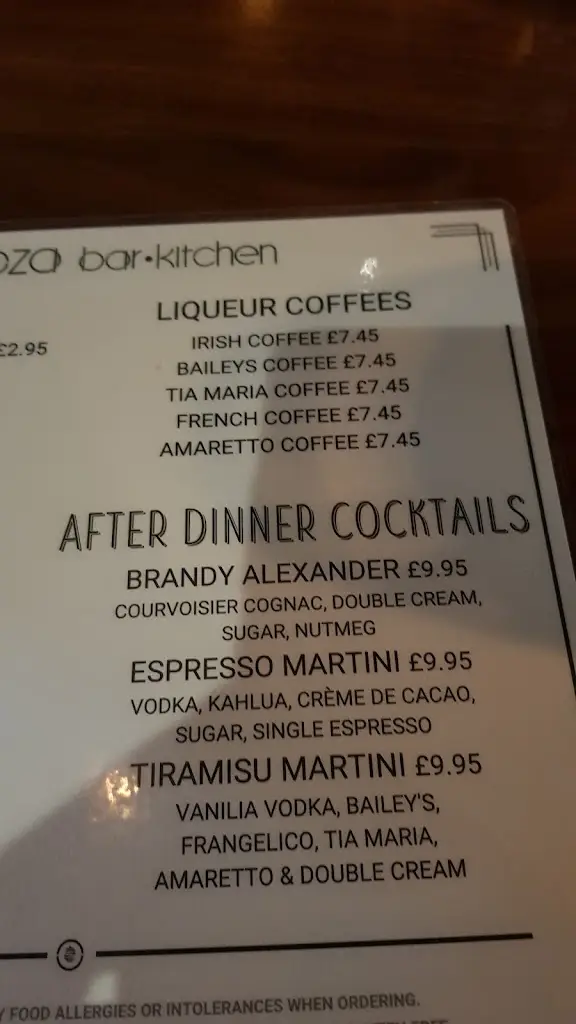 bar•kitchen
LIQUEUR COFFEES
£2.95
IRISH COFFEE £7.45
BAILEYS COFFEE £7.45
TIA MARIA COFFEE £7.45
FRENCH COFFEE £7.45
AMARETTO COFFEE £7.45
AFTER DINNER COCKTAILS
BRANDY ALEXANDER £9.95
COURVOISIER COGNAC, DOUBLE CREAM,
SUGAR, NUTMEG
ESPRESSO MARTINI £9.95
VODKA, KAHLUA, CRÈME DE CACAO,
SUGAR, SINGLE ESPRESSO
TIRAMISU MARTINI £9.95
VANILIA VODKA, BAILEY'S,
FRANGELICO, TIA MARIA,
AMARETTO & DOUBLE CREAM
FOOD ALLERGIES OR INTOLERANCES WHEN ORDERING.